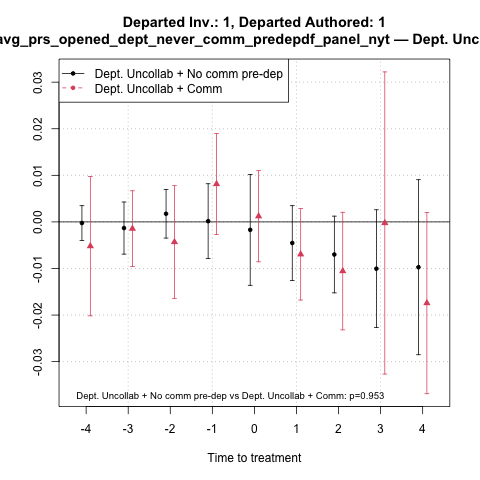 Departed Inv.: 1, Departed Authored: 1
avg_prs_opened_dept_never_comm_predepdf_panel_nyt — Dept. Unc
Dept. Uncollab + No comm pre-dep
Dept. Uncollab + Comm
0.03
0.02
0.01
0.00
-0.01
-0.02
-0.03
Dept. Uncollab + No comm pre-dep vs Dept. Uncollab + Comm: p=0.953
-4 -3 -2 -1 0 1 2 3 4
Time to treatment